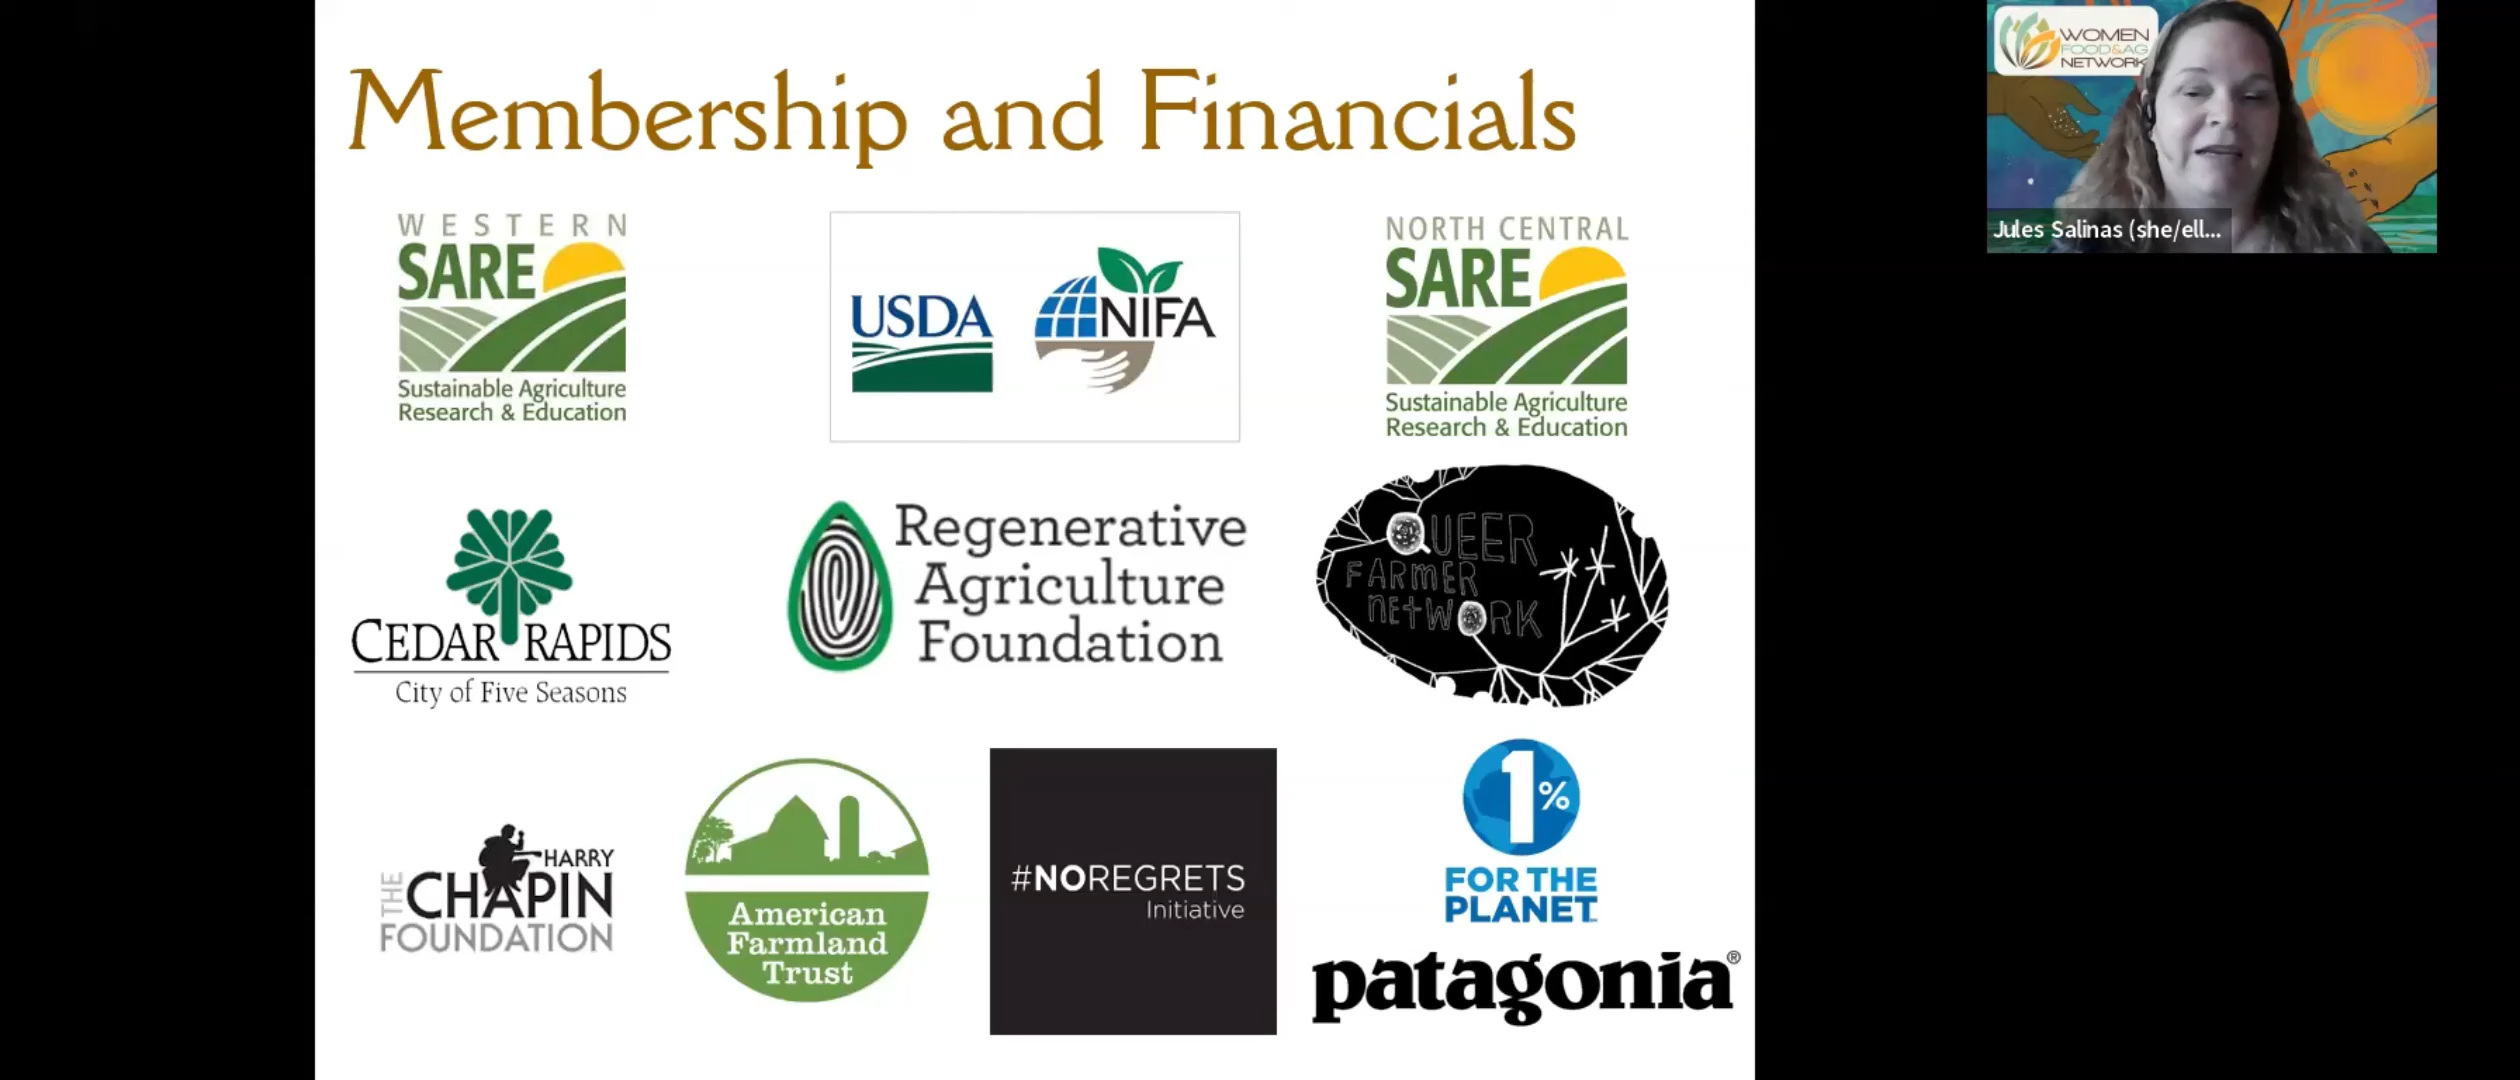 Membership and Financials
WOMEN
FOOD & AG
NETWORK
Jules Salinas (she/ell...
WESTERN
SARE
Sustainable Agriculture
Research & Education
USDA
NIFA
NORTH CENTRAL
SARE
Sustainable Agriculture
Research & Education
CEDAR RAPIDS
City of Five Seasons
Regenerative
Agriculture
Foundation
QUEER
FARMER
NETWORK
THE
HARRY
CHAPIN
FOUNDATION
American
Farmland
Trust
#NOREGRETS
Initiative
1%
FOR THE
PLANET
patagonia®